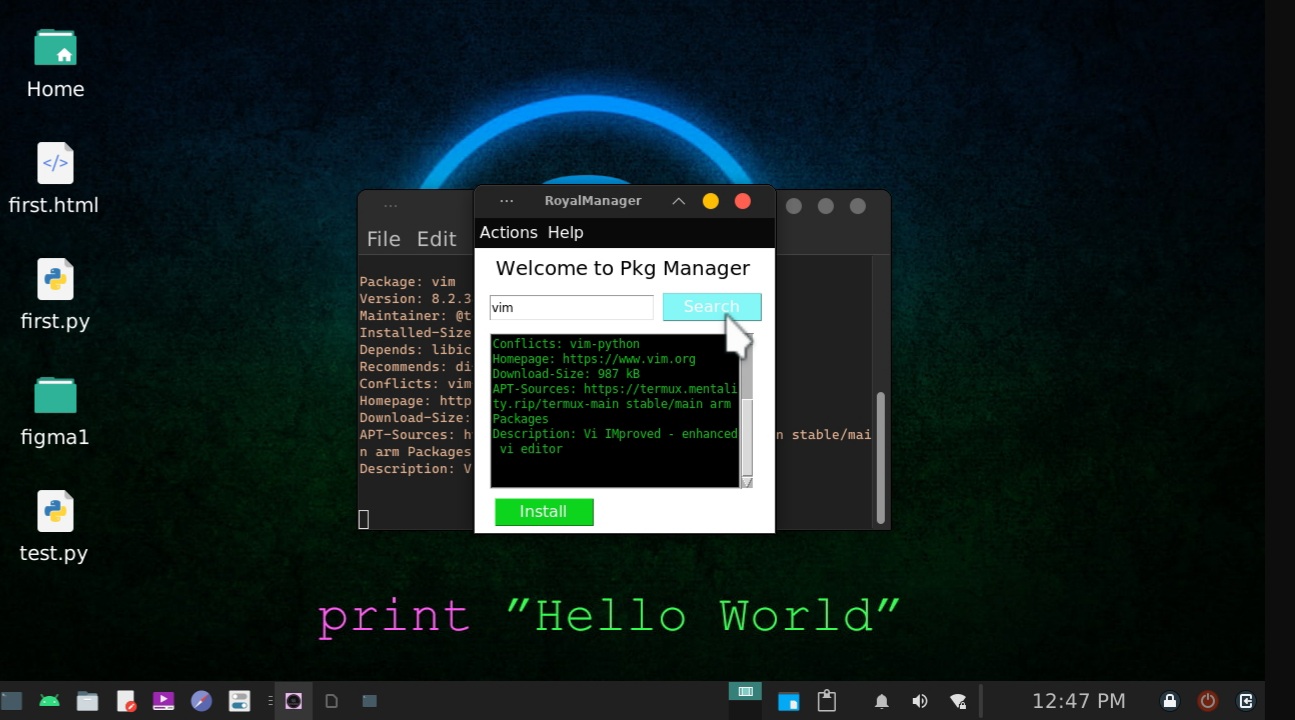 Home
first.html
first.py
figma1
test.py
File Edit
Package: vim
Version: 8.2.3
Maintainer: @t
Installed-Size
Depends: libic
Recommends: di
Conflicts: vim
Homepage: http
Download-Size:
APT-Sources: h
n stable/mai
n arm Packages
Description: V
RoyalManager
Actions Help
Welcome to Pkg Manager
vim
Search
Conflicts: vim-python
Homepage: https://www.vim.org
Download-Size: 987 kB
APT-Sources: https://termux.mentali
ty.rip/termux-main stable/main arm
Packages
Description: Vi IMproved - enhanced
vi editor
Install
print "Hello World"
12:47 PM